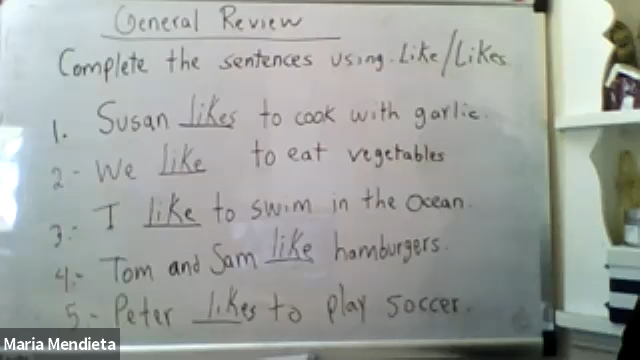 General Review
Complete the sentences using. Like/Likes
1. Susan likes to cook with garlic.
2- We like to eat vegetables
3.- I like to swim in the Ocean.
4.- Tom and Sam like hamburgers.
5.- Peter likes to play soccer.
Maria Mendieta